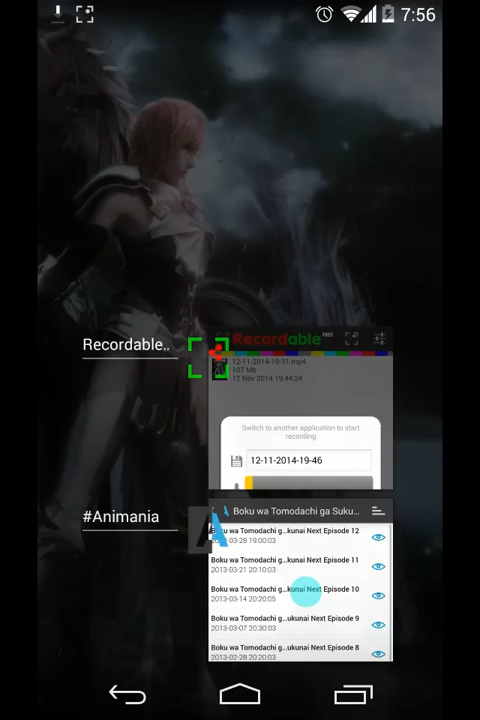 7:56
Recordable..
Recordable FREE
12-11-2014-19-31.mp4
107 Mb
12 Nov 2014 19:44:24
Switch to another application to start
recording
12-11-2014-19-46
#Animania
Boku wa Tomodachi ga Suku...
Boku wa Tomodachi g...kunai Next Episode 12
2013-03-28 19:00:03
Boku wa Tomodachi g...kunai Next Episode 11
2013-03-21 20:10:03
Boku wa Tomodachi g...kunai Next Episode 10
2013-03-14 20:20:05
Boku wa Tomodachi g...kunai Next Episode 9
2013-03-07 20:30:03
Boku wa Tomodachi g...kunai Next Episode 8
2013-02-28 20:20:03